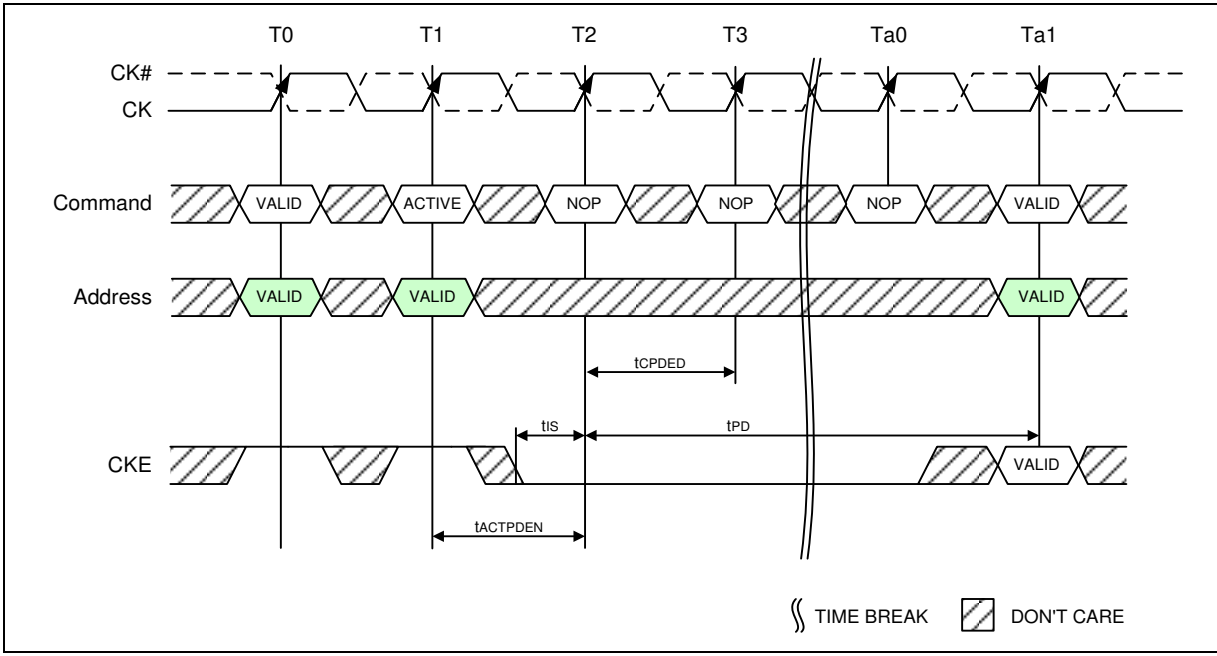 T0 T1 T2 T3 Ta0 Ta1
CK#
CK
Command VALID ACTIVE NOP NOP NOP VALID
Address VALID VALID VALID
tCPDED
tIS tPD
CKE VALID
tACTPDEN
TIME BREAK DON'T CARE